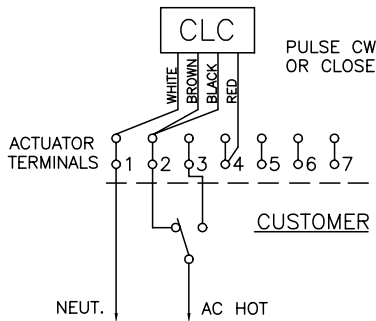 CLC
PULSE CW
OR CLOSE
WHITE
BROWN
BLACK
RED
ACTUATOR
TERMINALS
1 2 3 4 5 6 7
CUSTOMER
NEUT. AC HOT